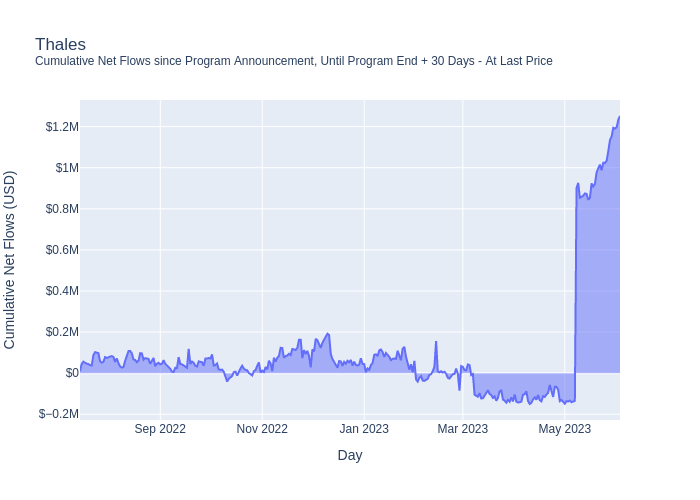 Thales
Cumulative Net Flows since Program Announcement, Until Program End + 30 Days - At Last Price
Cumulative Net Flows (USD)
$1.2M
$1M
$0.8M
$0.6M
$0.4M
$0.2M
$0
$−0.2M
Sep 2022
Nov 2022
Jan 2023
Mar 2023
May 2023
Day